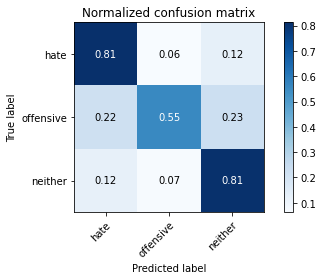 Normalized confusion matrix
hate 0.81 0.06 0.12
offensive 0.22 0.55 0.23
neither 0.12 0.07 0.81
hate offensive neither
True label
Predicted label
0.8
0.7
0.6
0.5
0.4
0.3
0.2
0.1